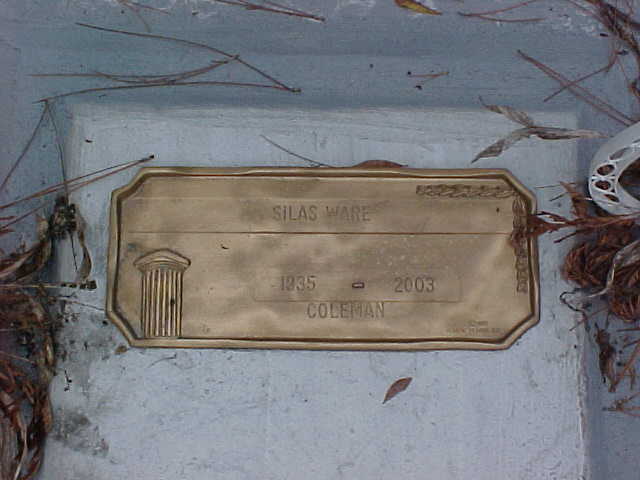 SILAS WARE
1935 - 2003
COLEMAN